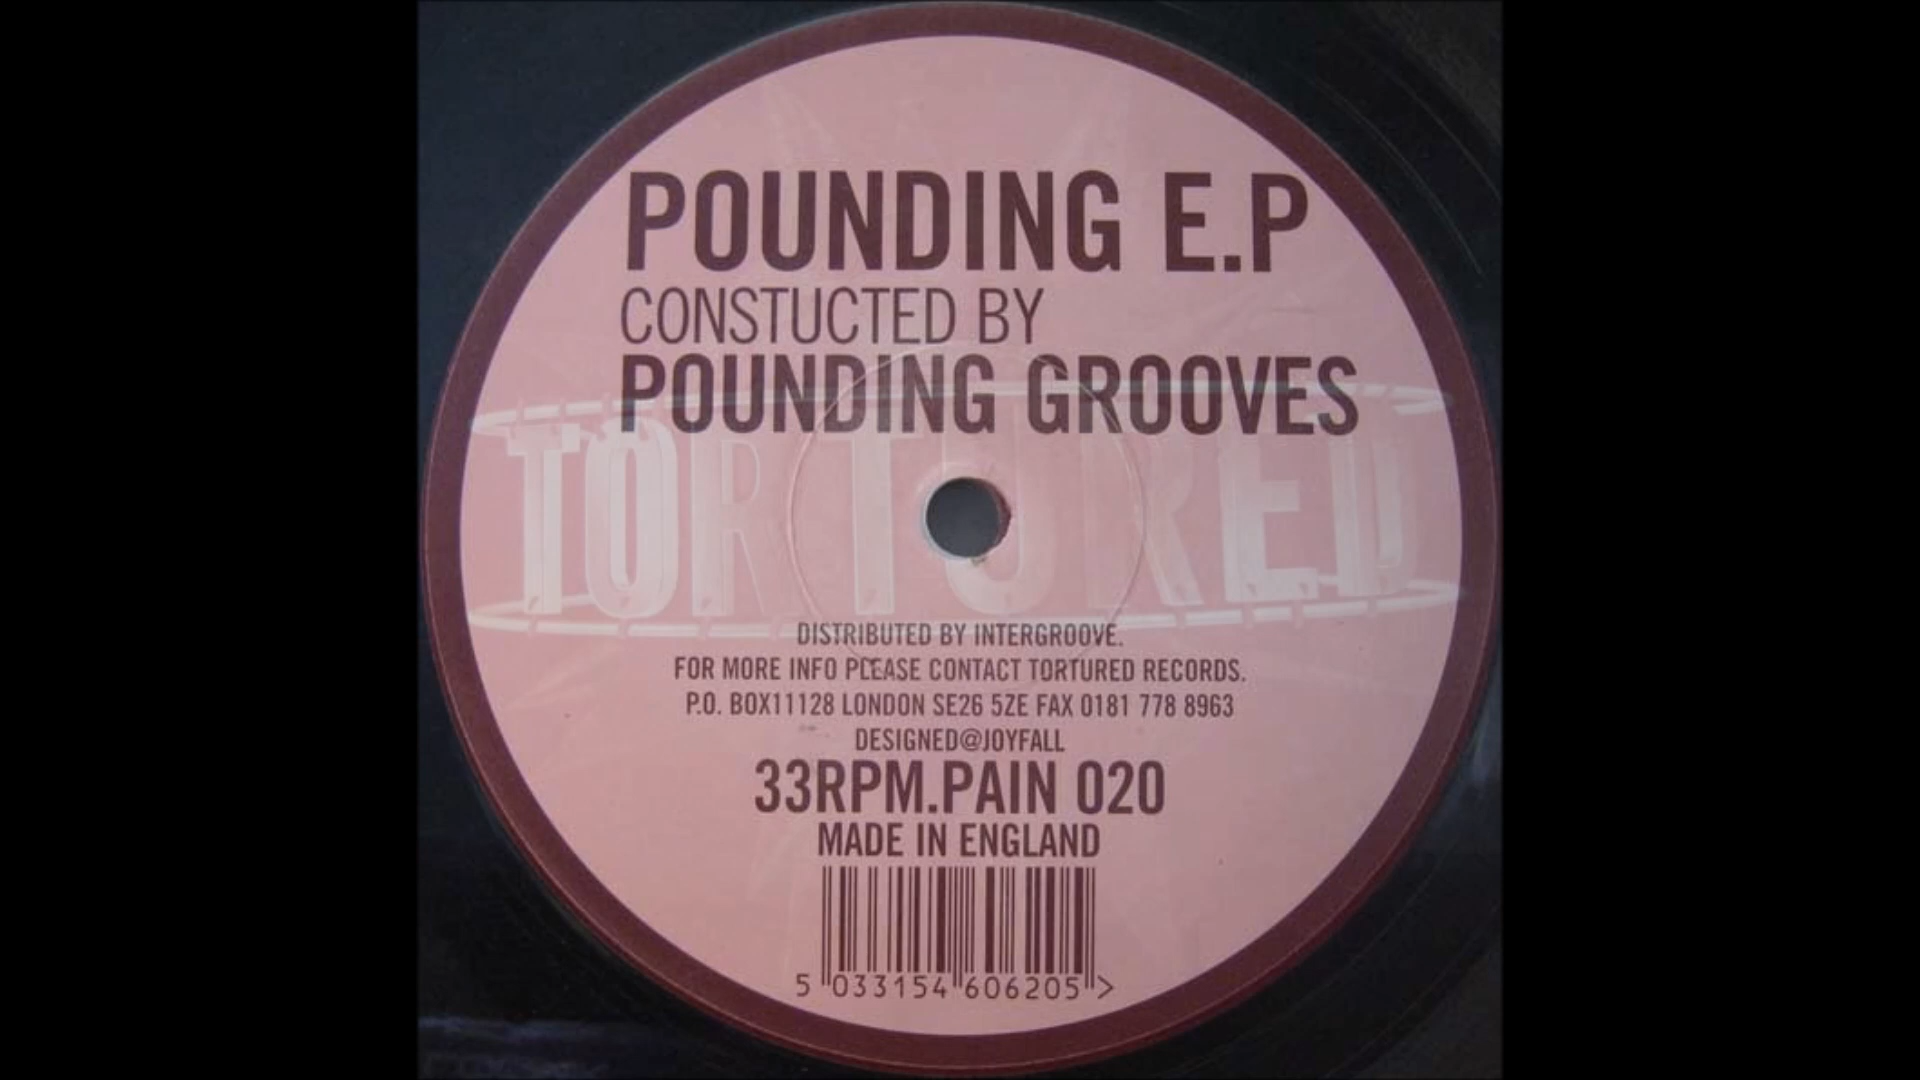 POUNDING E.P
CONSTUCTED BY
POUNDING GROOVES
TORTURED
DISTRIBUTED BY INTERGROOVE.
FOR MORE INFO PLEASE CONTACT TORTURED RECORDS.
P.O. BOX11128 LONDON SE26 5ZE FAX 0181 778 8963
DESIGNED@JOYFALL
33RPM.PAIN 020
MADE IN ENGLAND
5 033154 606205 >